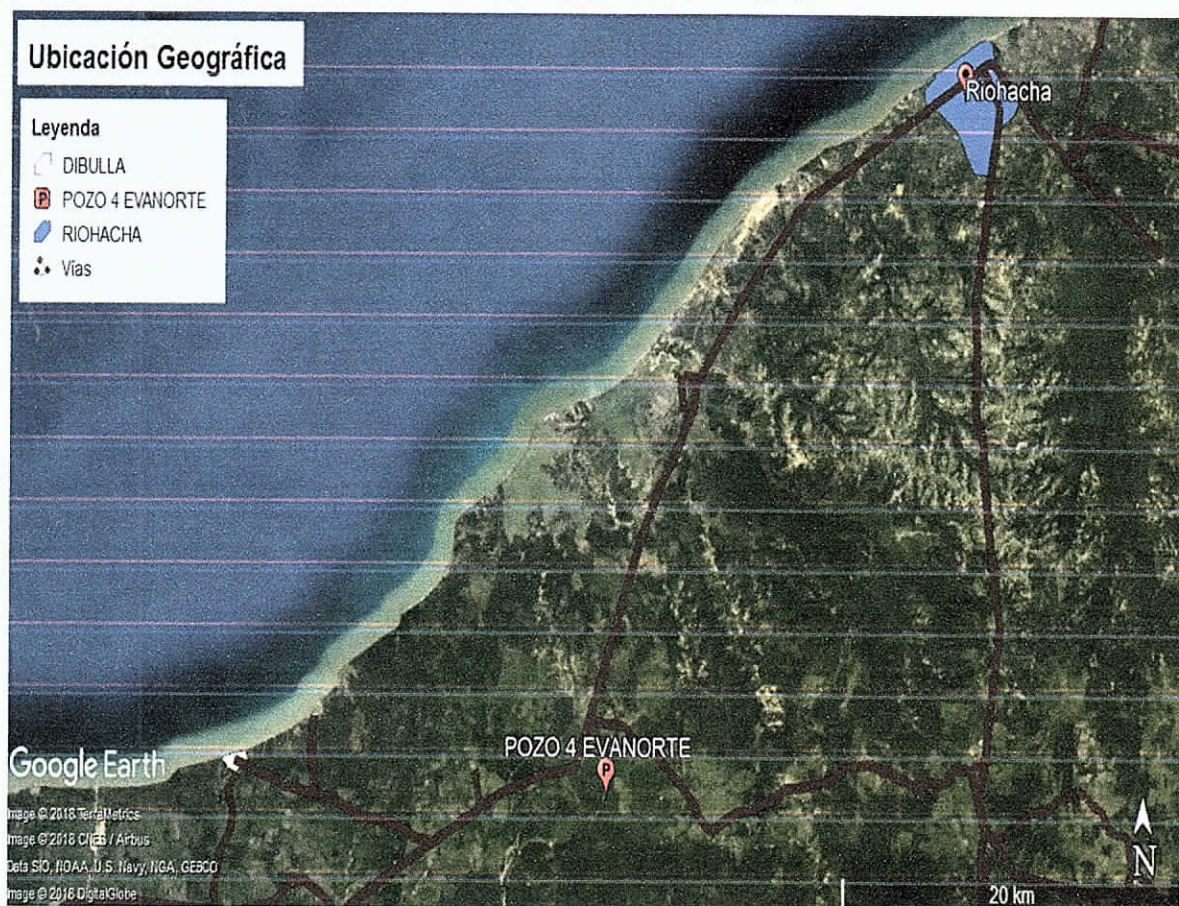 Ubicación Geográfica
Leyenda
DIBULLA
P POZO 4 EVANORTE
RIOHACHA
Vías
Riohacha
POZO 4 EVANORTE
P
Google Earth
Image © 2018 TerraMetrics
Image © 2018 CNES / Airbus
Data SIO, NOAA, U.S. Navy, NGA, GEBCO
Image © 2018 DigitalGlobe
N
20 km